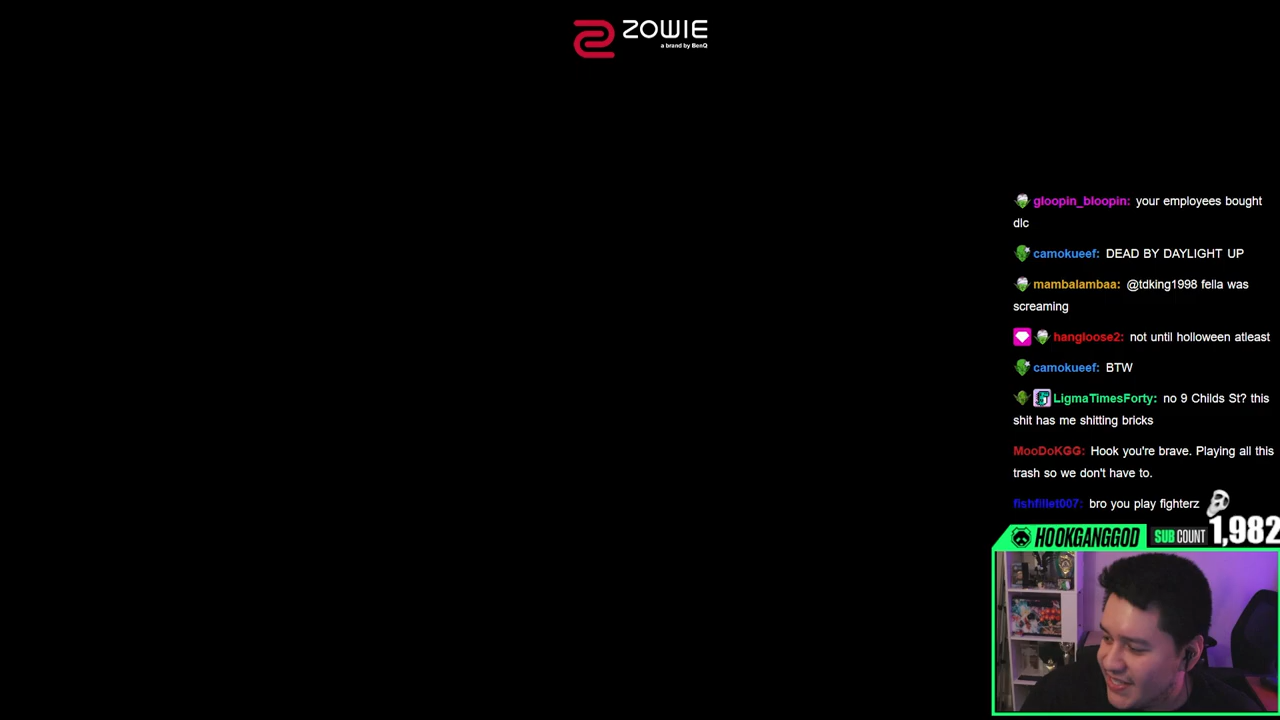 ZOWIE
a brand by BenQ
gloopin_bloopin: your employees bought
dlc
camokueef: DEAD BY DAYLIGHT UP
mambalambaa: @tdking1998 fella was
screaming
hangloose2: not until holloween atleast
camokueef: BTW
LigmaTimesForty: no 9 Childs St? this
shit has me shitting bricks
MooDoKGG: Hook you're brave. Playing all this
trash so we don't have to.
fishfillet007: bro you play fighterz
HOOKGANGGOD SUB COUNT 1,982